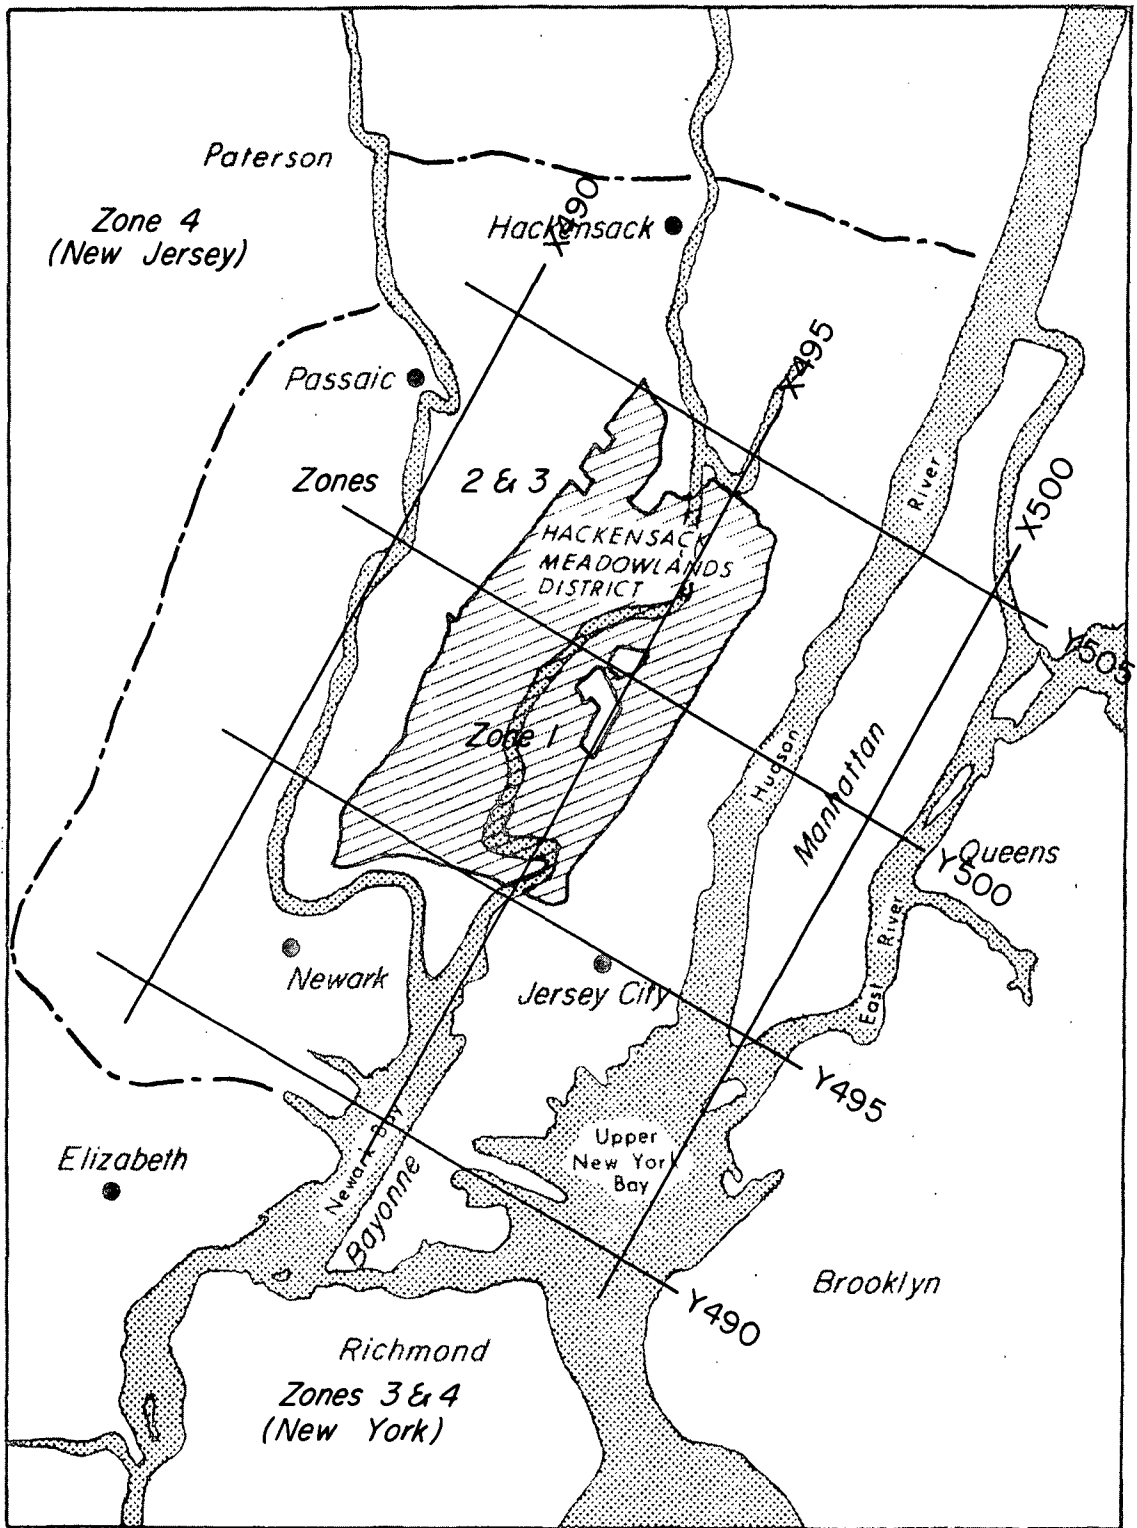 Paterson
Zone 4
(New Jersey)
X490
Hackensack
X495
Passaic
Zones 2 & 3
River
X500
HACKENSACK
MEADOWLANDS
DISTRICT
Y505
Zone 1
Hudson
Manhattan
Queens
Y500
East River
Newark
Jersey City
Y495
Elizabeth
Newark Bay
Bayonne
Upper
New York
Bay
Brooklyn
Y490
Richmond
Zones 3 & 4
(New York)